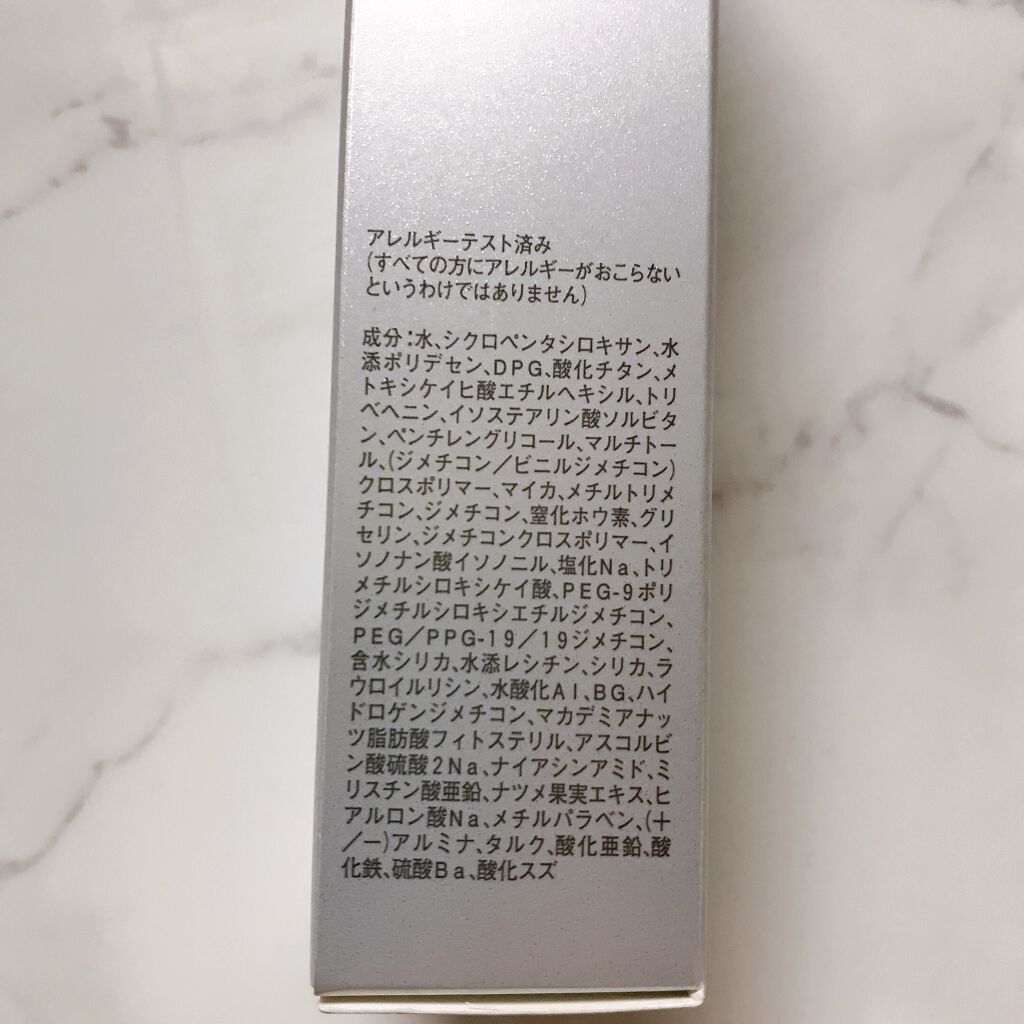 アレルギーテスト済み
(すべての方にアレルギーがおこらない
というわけではありません)
成分:水、シクロペンタシロキサン、水
添ポリデセン、DPG、酸化チタン、メ
トキシケイヒ酸エチルヘキシル、トリ
ベヘニン、イソステアリン酸ソルビタ
ン、ペンチレングリコール、マルチトー
ル、(ジメチコン/ビニルジメチコン)
クロスポリマー、マイカ、メチルトリメ
チコン、ジメチコン、窒化ホウ素、グリ
セリン、ジメチコンクロスポリマー、イ
ソノナン酸イソノニル、塩化Na、トリ
メチルシロキシケイ酸、PEG-9ポリ
ジメチルシロキシエチルジメチコン、
PEG/PPG-19/19ジメチコン、
含水シリカ、水添レシチン、シリカ、ラ
ウロイルリシン、水酸化Al、BG、ハイ
ドロゲンジメチコン、マカデミアナッ
ツ脂肪酸フィトステリル、アスコルビ
ン酸硫酸2Na、ナイアシンアミド、ミ
リスチン酸亜鉛、ナツメ果実エキス、ヒ
アルロン酸Na、メチルパラベン、(+
/-)アルミナ、タルク、酸化亜鉛、酸
化鉄、硫酸Ba、酸化スズ